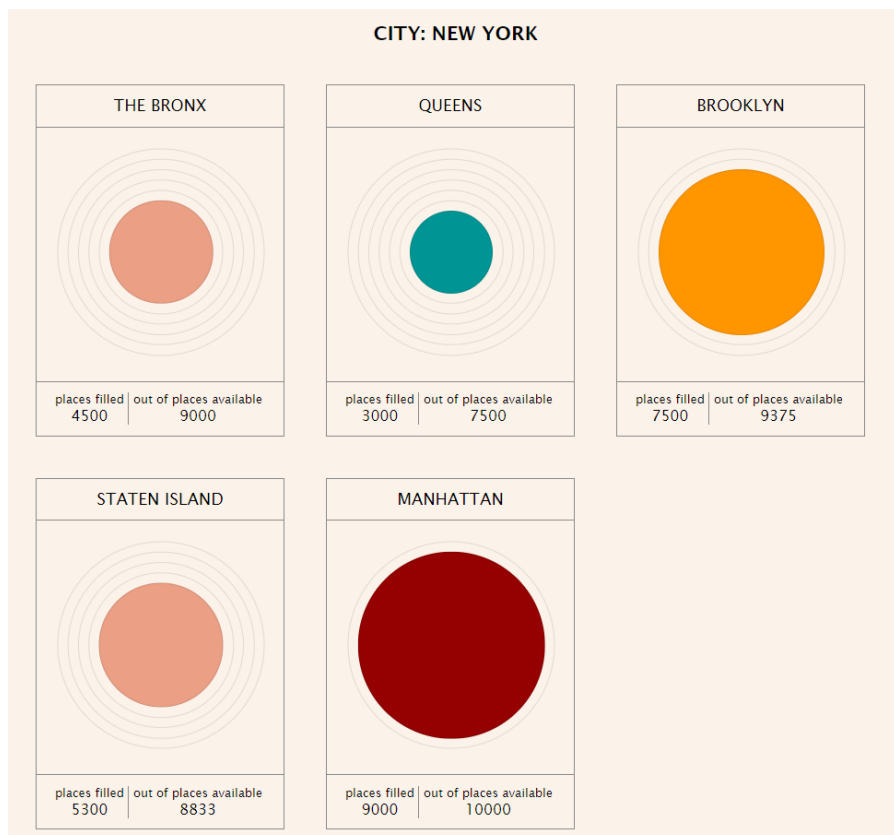 CITY: NEW YORK
THE BRONX
places filled
4500
out of places available
9000
QUEENS
places filled
3000
out of places available
7500
BROOKLYN
places filled
7500
out of places available
9375
STATEN ISLAND
places filled
5300
out of places available
8833
MANHATTAN
places filled
9000
out of places available
10000